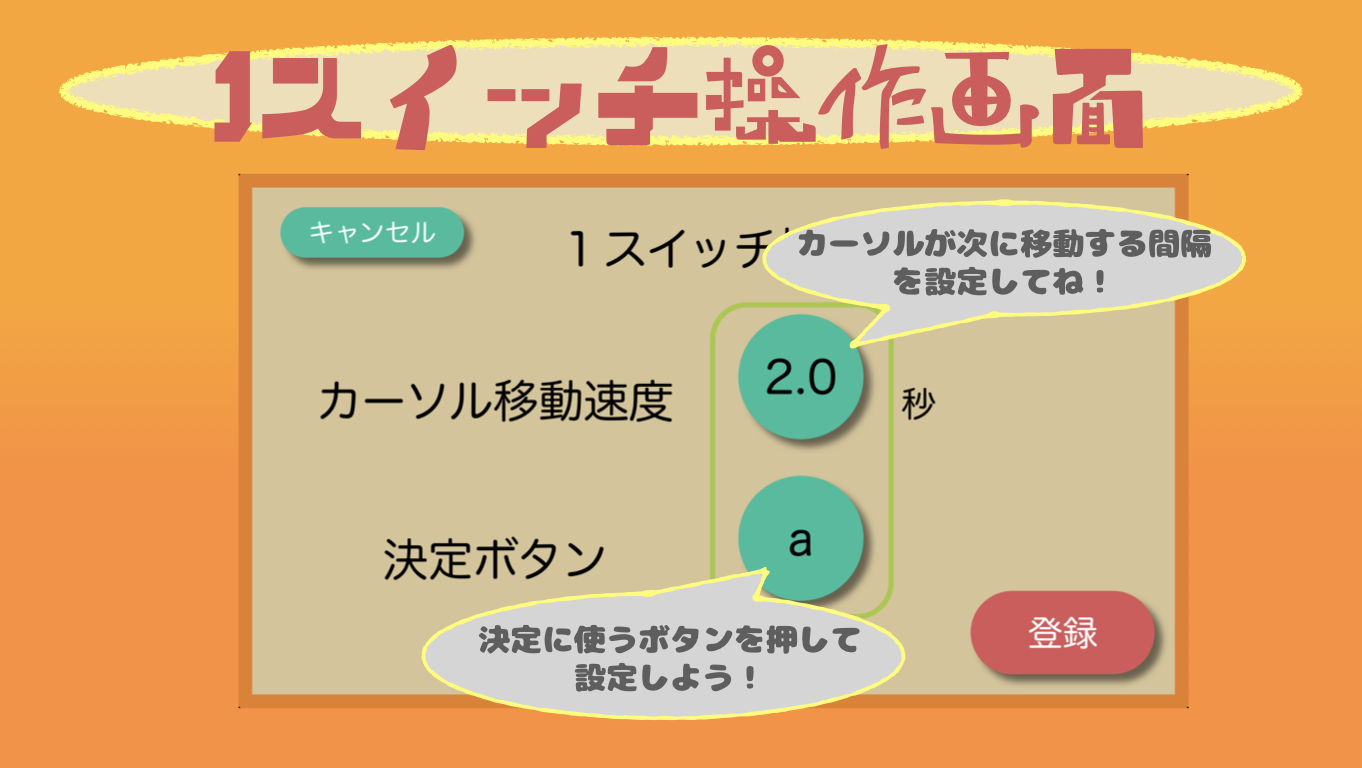 1スイッチ操作画面
キャンセル
1スイッチ
カーソルが次に移動する間隔
を設定してね!
2.0
カーソル移動速度
秒
a
決定ボタン
決定に使うボタンを押して
設定しよう!
登録